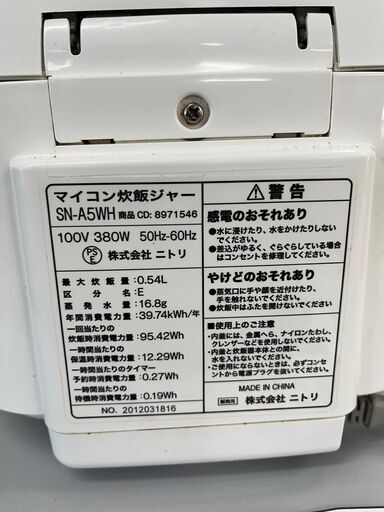 マイコン炊飯ジャー
SN-A5WH 商品CD: 8971546
100V 380W 50Hz-60Hz
PS
E
株式会社 ニトリ
最大炊飯量: 0.54L
区分名: E
蒸発水量: 16.8g
年間消費電力量: 39.74kWh/年
一回当たりの
炊飯時消費電力量: 95.42Wh
一時間当たりの
保温時消費電力量: 12.29Wh
一時間当たりのタイマー
予約時消費電力量: 0.27Wh
一時間当たりの
待機時消費電力量: 0.19Wh
NO. 2012031816
警告
感電のおそれあり
●水に浸けたり、水をかけたりしない
でください。
●差込がゆるく、ぐらぐらしている場合
はコンセントを修理してください。
やけどのおそれあり
●蒸気口に手や顔を近付けたり、
手を触れないでください。
●炊飯中はふたを開けないでください。
■使用上のご注意
・内釜には、金属へら、ナイロンたわし、
クレンザーなどを使用しないでください。
・内釜と炊飯器本体との間に、
水を入れないでください。
・ご使用にならないときは、必ずコンセ
ントから電源プラグを抜いてください。
MADE IN CHINA
販売元 株式会社 ニトリ